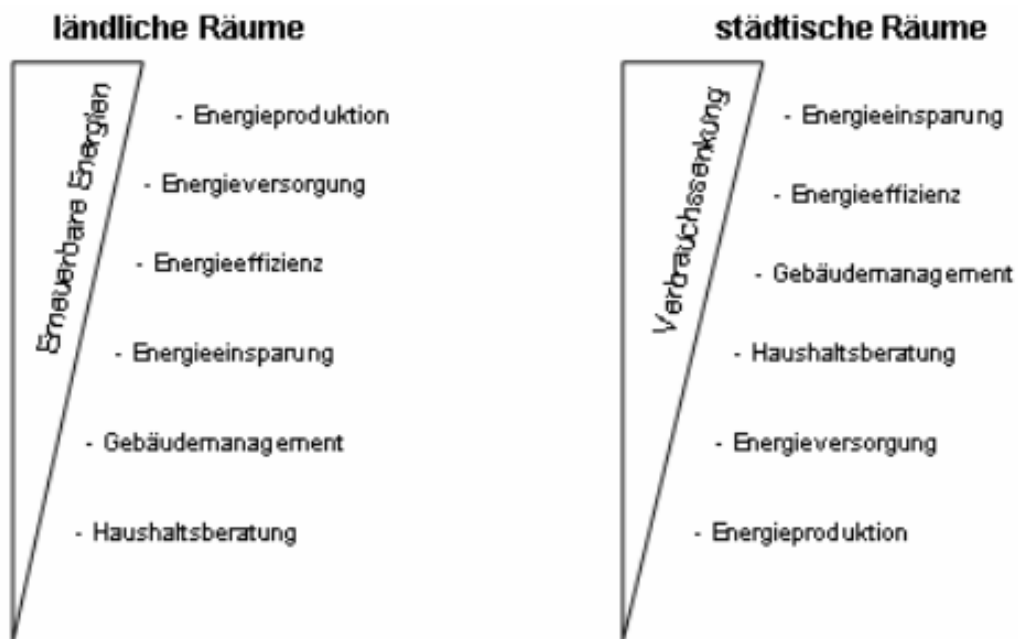 ländliche Räume
Erneuerbare Energien
- Energieproduktion
- Energieversorgung
- Energieeffizienz
- Energieeinsparung
- Gebäudemanagement
- Haushaltsberatung
städtische Räume
Verbrauchssenkung
- Energieeinsparung
- Energieeffizienz
- Gebäudemanagement
- Haushaltsberatung
- Energieversorgung
- Energieproduktion